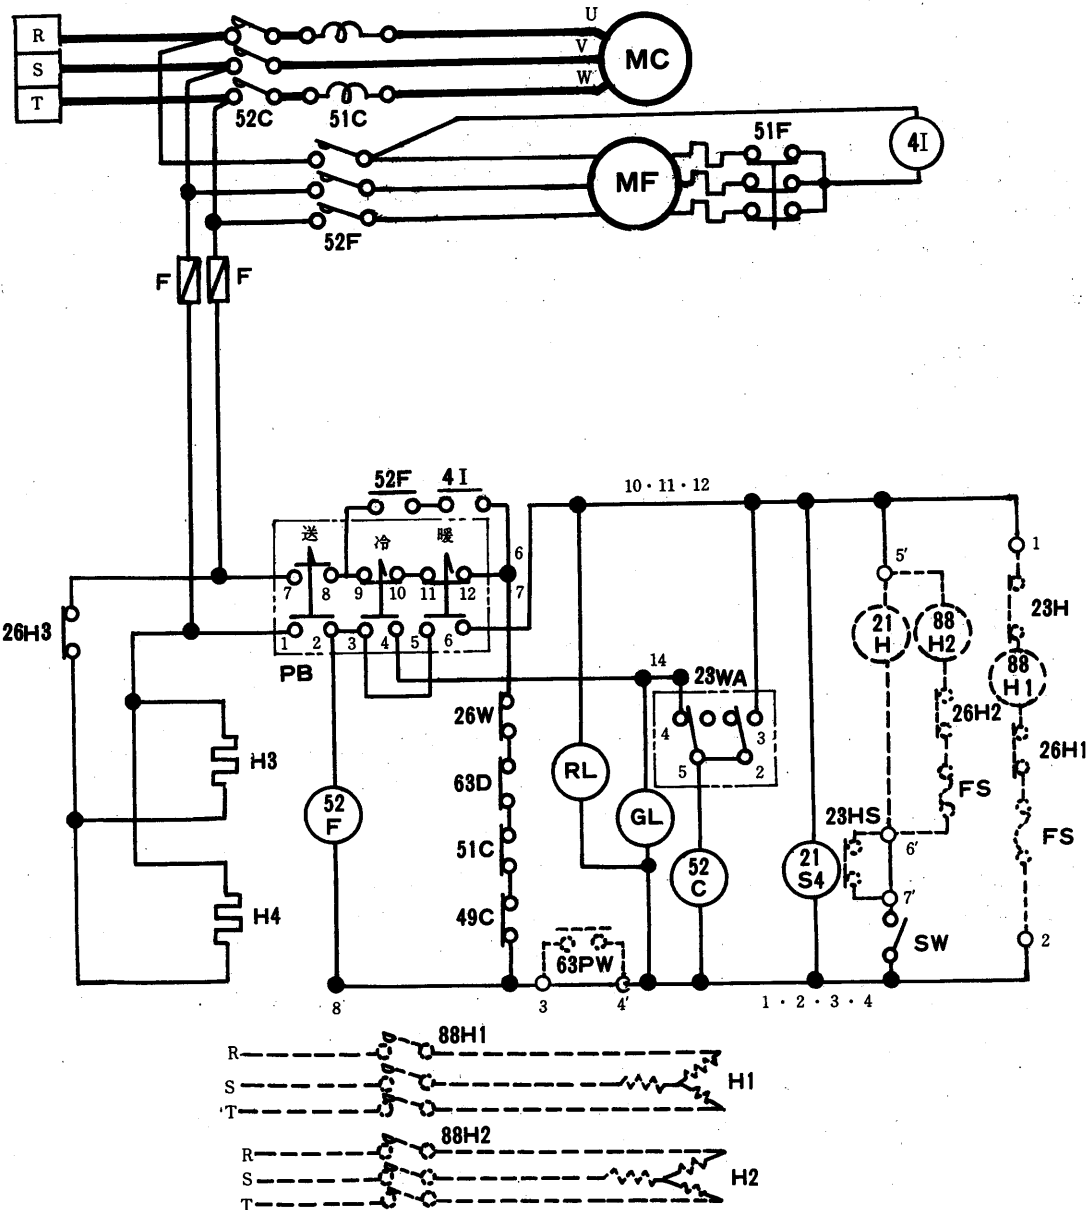 R
S
T
U
V
W
MC
52C
51C
51F
4I
MF
52F
F
F
52F
4I
10・11・12
送
冷
暖
6
7
7
8
9
10
11
12
1
2
3
4
5
6
PB
26H3
H3
H4
52
F
26W
63D
51C
49C
14
23WA
4
3
5
2
RL
GL
52
C
21
S4
5'
21
H
88
H2
26H2
FS
23HS
6'
7'
SW
1
23H
88
H1
26H1
FS
2
63PW
8
3
4'
1・2・3・4
88H1
R
S
T
H1
88H2
R
S
T
H2